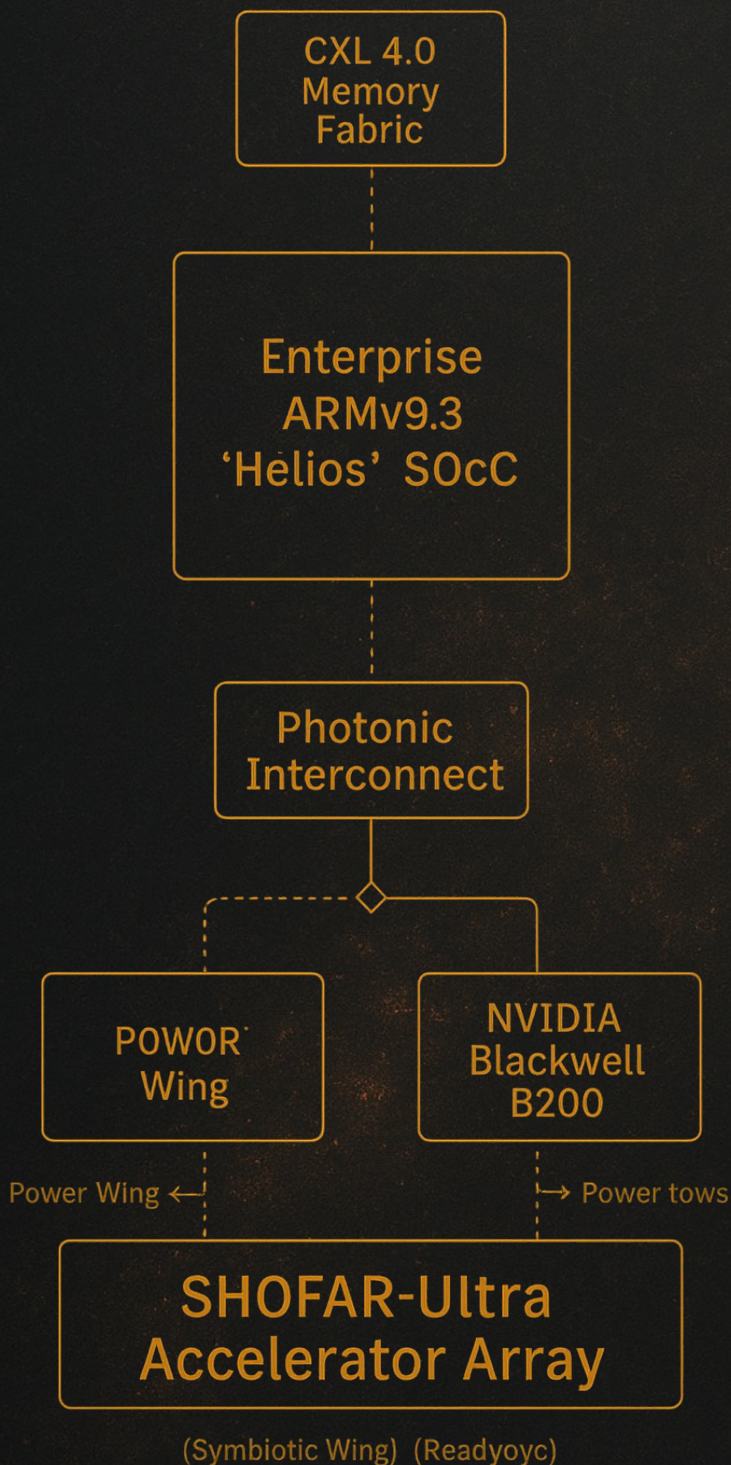 CXL 4.0
Memory
Fabric
Enterprise
ARMv9.3
‘Helios’ SOcC
Photonic
Interconnect
POWOR
Wing
NVIDIA
Blackwell
B200
Power Wing
Power tows
SHOFAR-Ultra
Accelerator Array
(Symbiotic Wing) (Readyoyc)